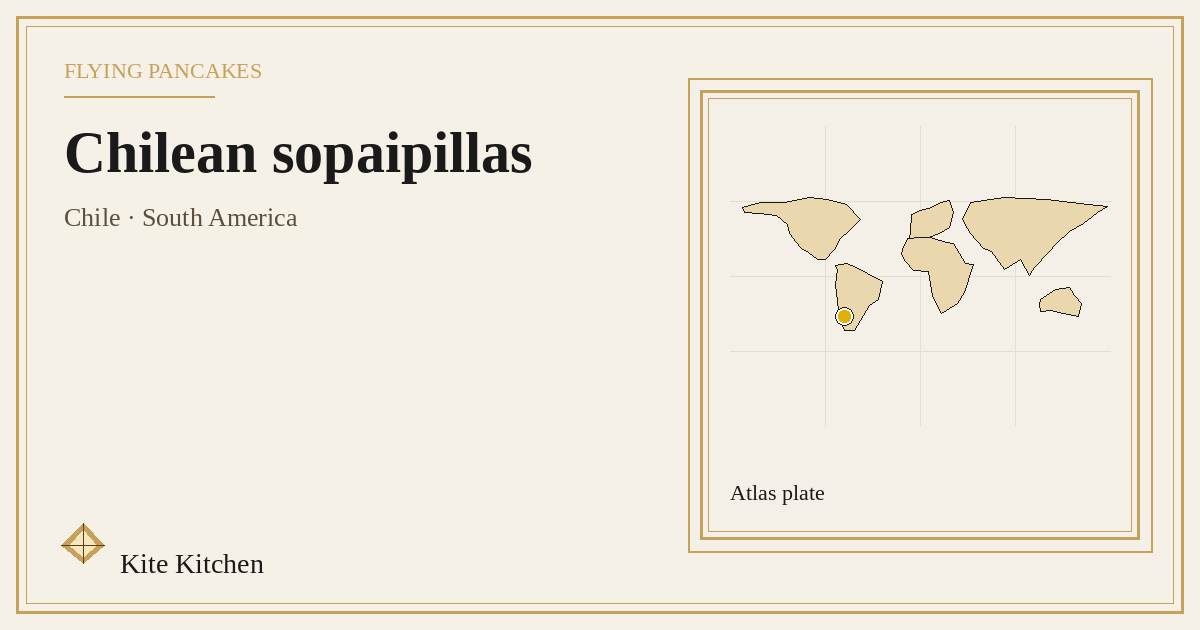 FLYING PANCAKES
Chilean sopaipillas
Chile · South America
Atlas plate
Kite Kitchen